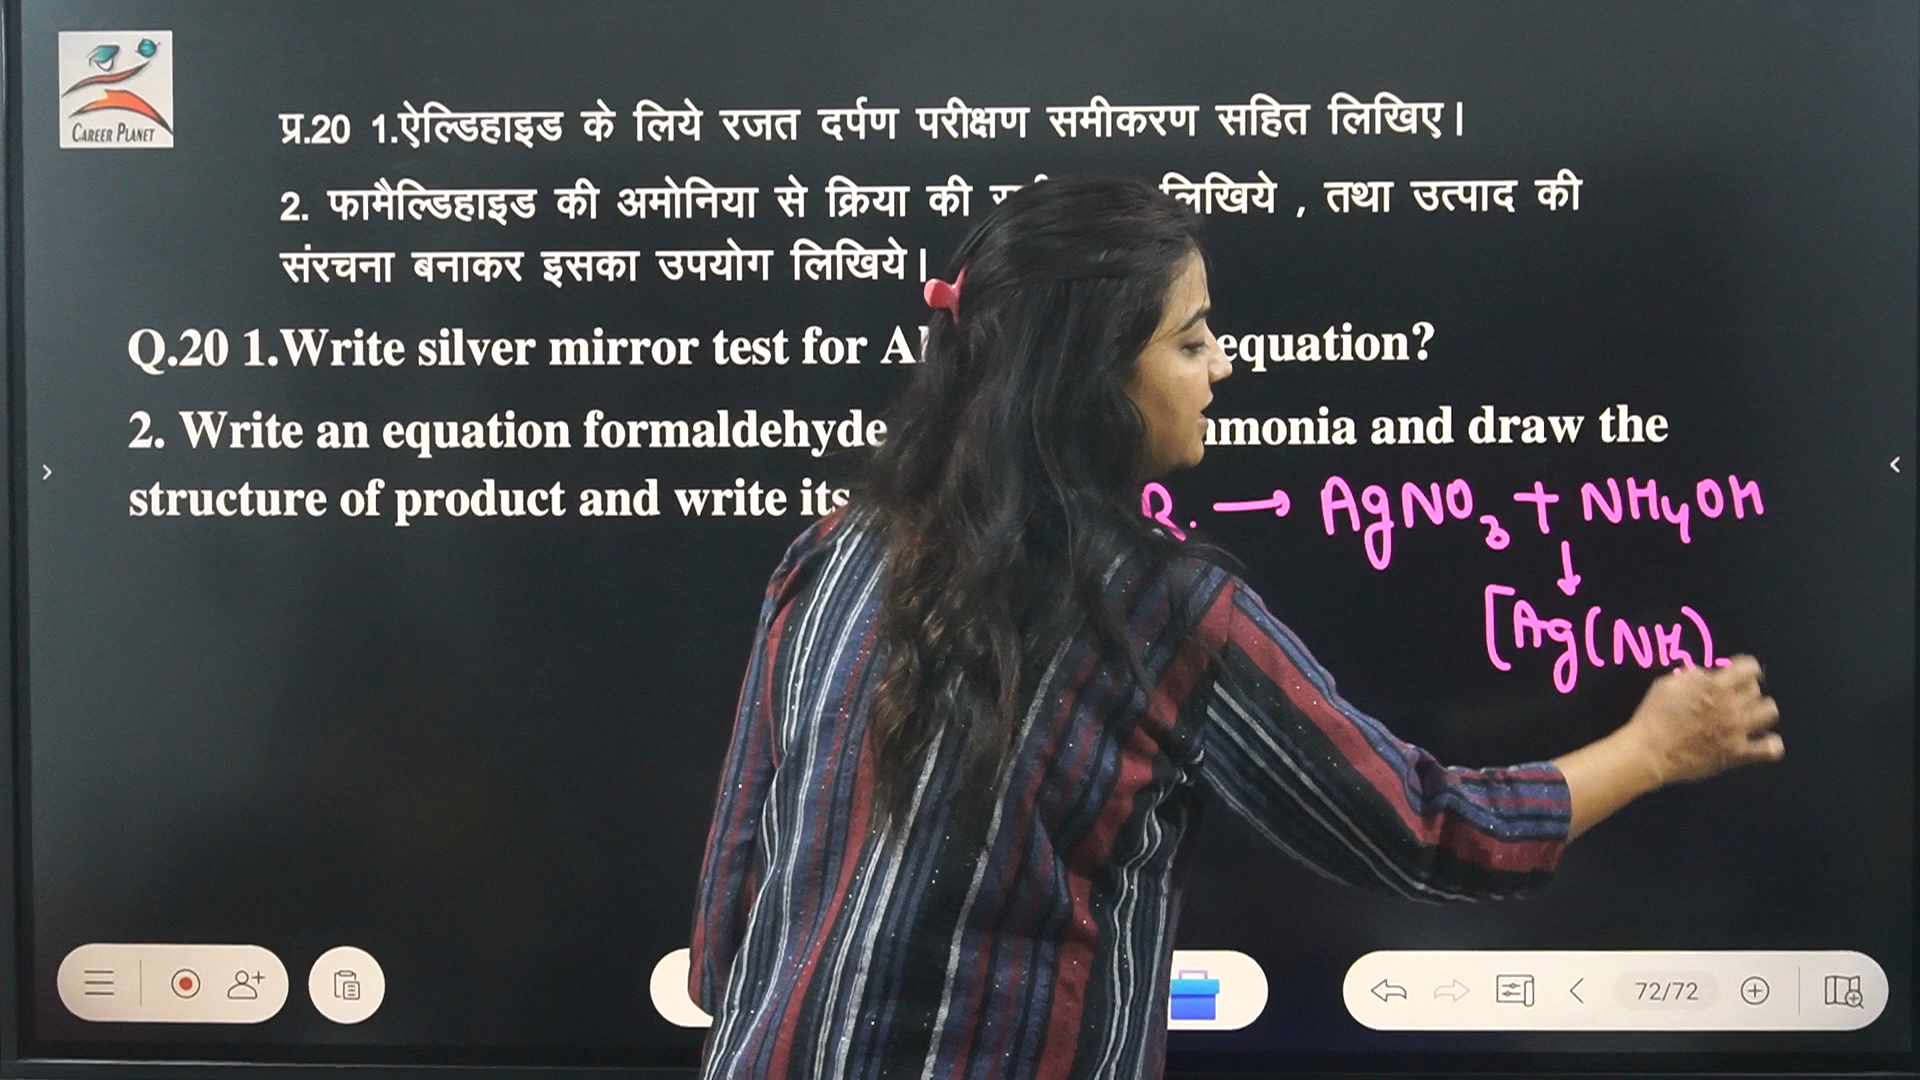 CAREER PLANET
प्र.20 1.ऐल्डिहाइड के लिये रजत दर्पण परीक्षण समीकरण सहित लिखिए।
2. फामैल्डिहाइड की अमोनिया से क्रिया की लिखिये , तथा उत्पाद की
संरचना बनाकर इसका उपयोग लिखिये।
Q.20 1.Write silver mirror test for equation?
2. Write an equation formaldehyde and draw the
structure of product and write its
R. → AgNO₃ + NH₄OH
↓
[Ag(NH₃)
72/72